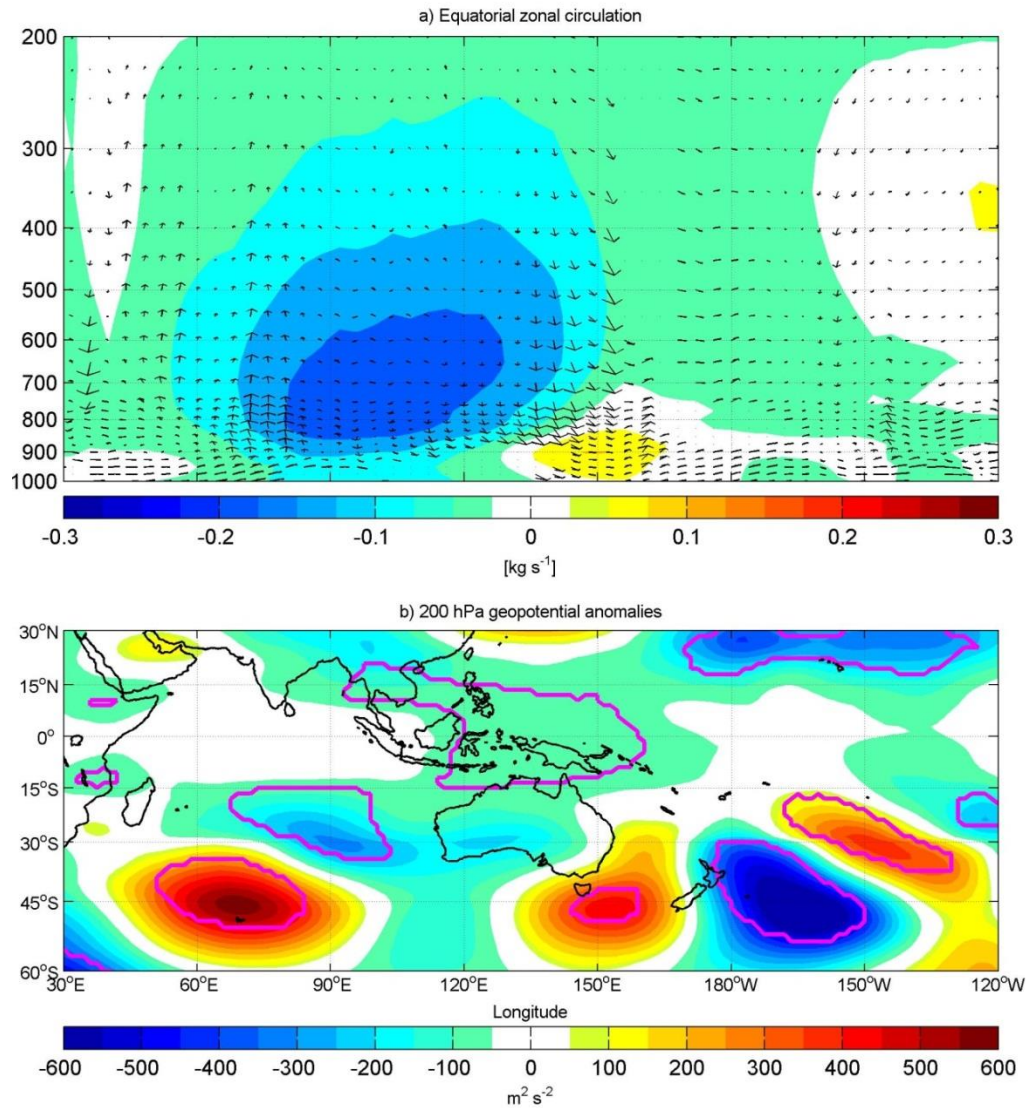 a) Equatorial zonal circulation
200
300
400
500
600
700
800
900
1000
-0.3 -0.2 -0.1 0 0.1 0.2 0.3
[kg s⁻¹]
b) 200 hPa geopotential anomalies
30°N
15°N
0°
15°S
30°S
45°S
60°S
30°E 60°E 90°E 120°E 150°E 180°W 150°W 120°W
Longitude
-600 -500 -400 -300 -200 -100 0 100 200 300 400 500 600
m² s⁻²